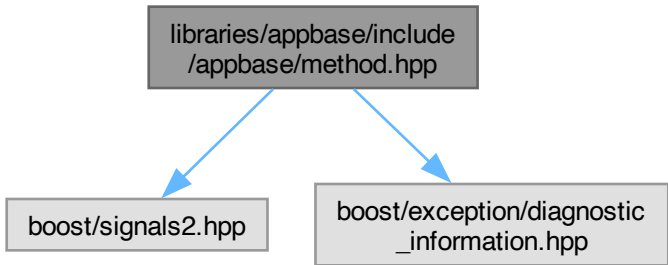 libraries/appbase/include
/appbase/method.hpp
boost/signals2.hpp
boost/exception/diagnostic
_information.hpp